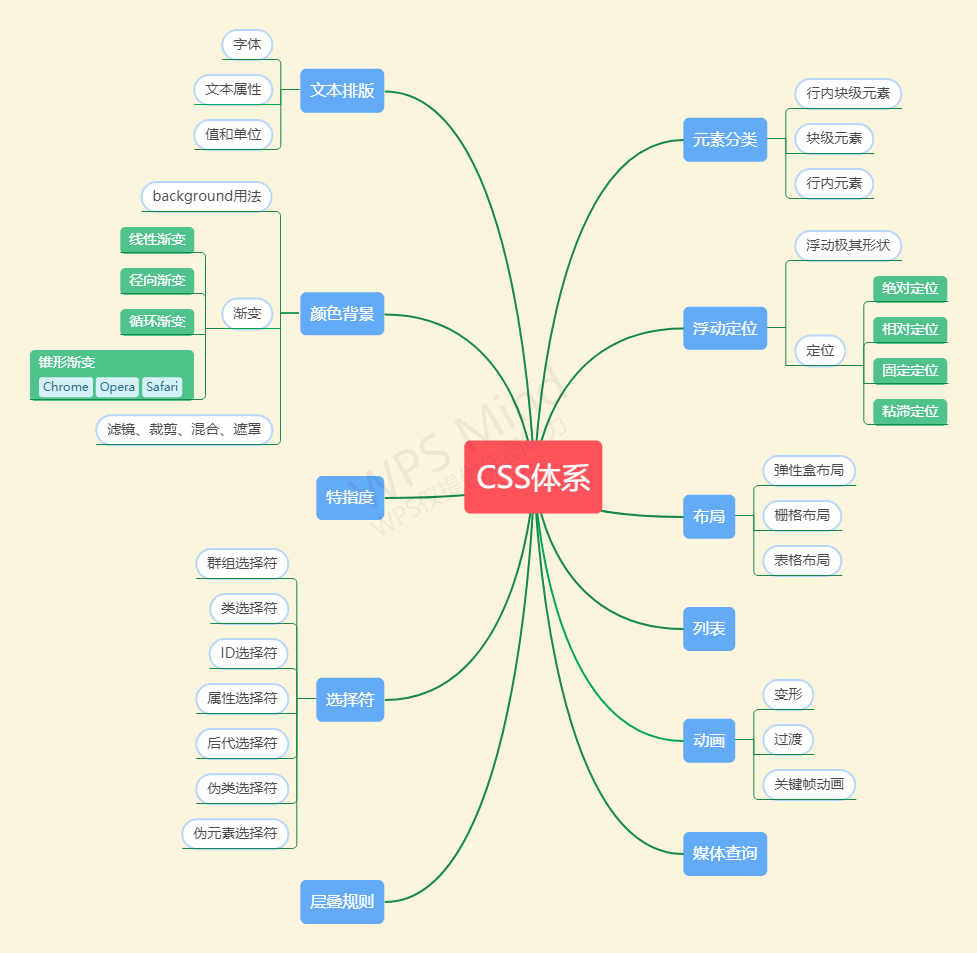 CSS体系
文本排版
字体
文本属性
值和单位
颜色背景
background用法
渐变
线性渐变
径向渐变
循环渐变
锥形渐变
Chrome Opera Safari
滤镜、裁剪、混合、遮罩
特指度
选择符
群组选择符
类选择符
ID选择符
属性选择符
后代选择符
伪类选择符
伪元素选择符
层叠规则
元素分类
行内块级元素
块级元素
行内元素
浮动定位
浮动极其形状
定位
绝对定位
相对定位
固定定位
粘滞定位
布局
弹性盒布局
栅格布局
表格布局
列表
动画
变形
过渡
关键帧动画
媒体查询
WPS Mind